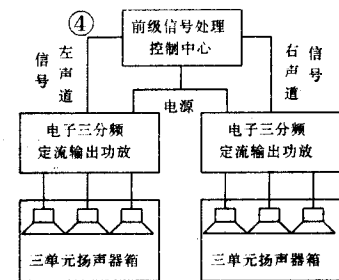 ④
前级信号处理
控制中心
信号
左声道
右声道
信号
电源
电子三分频
定流输出功放
电子三分频
定流输出功放
三单元扬声器箱
三单元扬声器箱